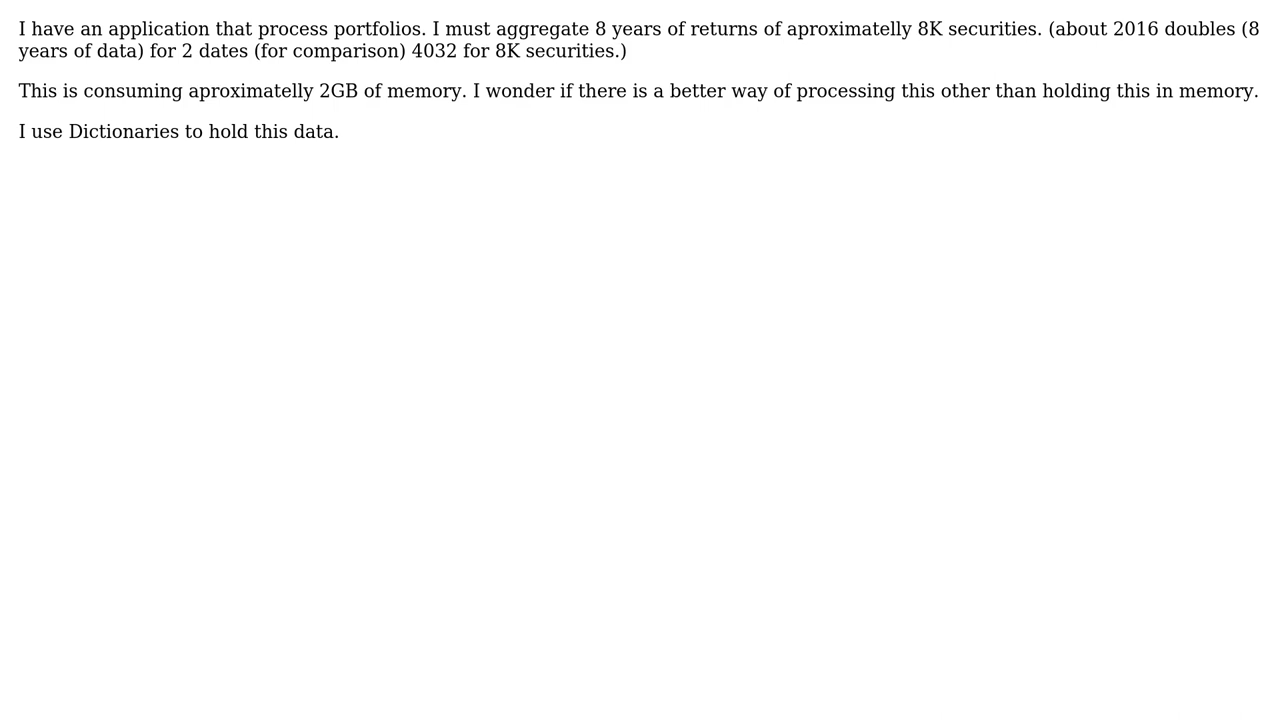 I have an application that process portfolios. I must aggregate 8 years of returns of aproximatelly 8K securities. (about 2016 doubles (8
years of data) for 2 dates (for comparison) 4032 for 8K securities.)
This is consuming aproximatelly 2GB of memory. I wonder if there is a better way of processing this other than holding this in memory.
I use Dictionaries to hold this data.